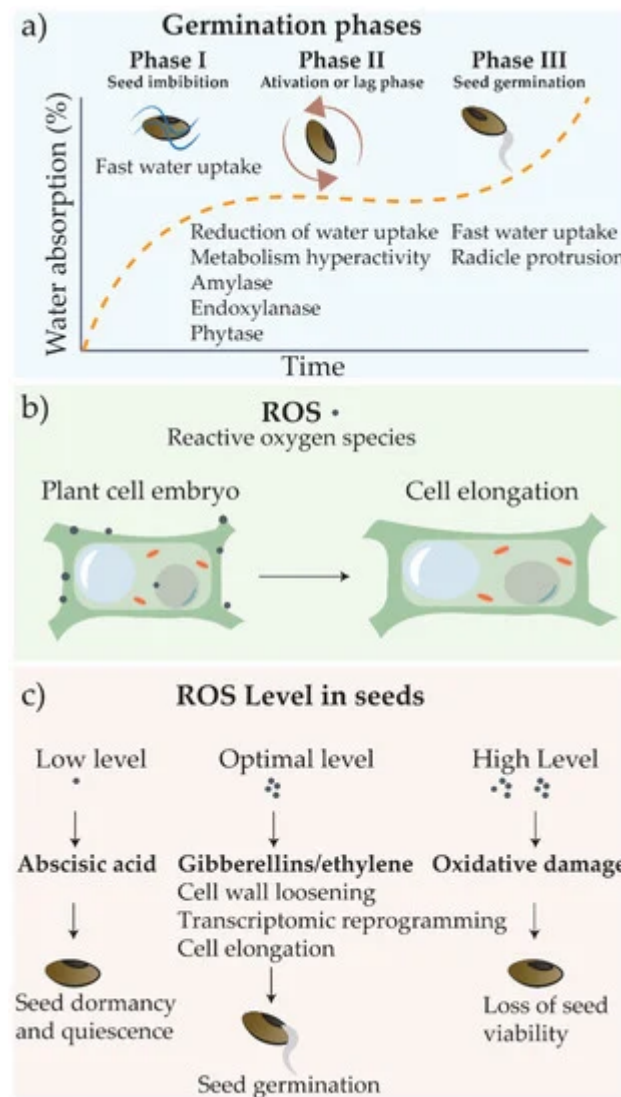 a) Germination phases
Phase I
Seed imbibition
Phase II
Ativation or lag phase
Phase III
Seed germination
Water absorption (%)
Fast water uptake
Reduction of water uptake
Metabolism hyperactivity
Amylase
Endoxylanase
Phytase
Fast water uptake
Radicle protrusion
Time
b)
ROS
Reactive oxygen species
Plant cell embryo
Cell elongation
c) ROS Level in seeds
Low level
Abscisic acid
Seed dormancy
and quiescence
Optimal level
Gibberellins/ethylene
Cell wall loosening
Transcriptomic reprogramming
Cell elongation
Seed germination
High Level
Oxidative damage
Loss of seed
viability